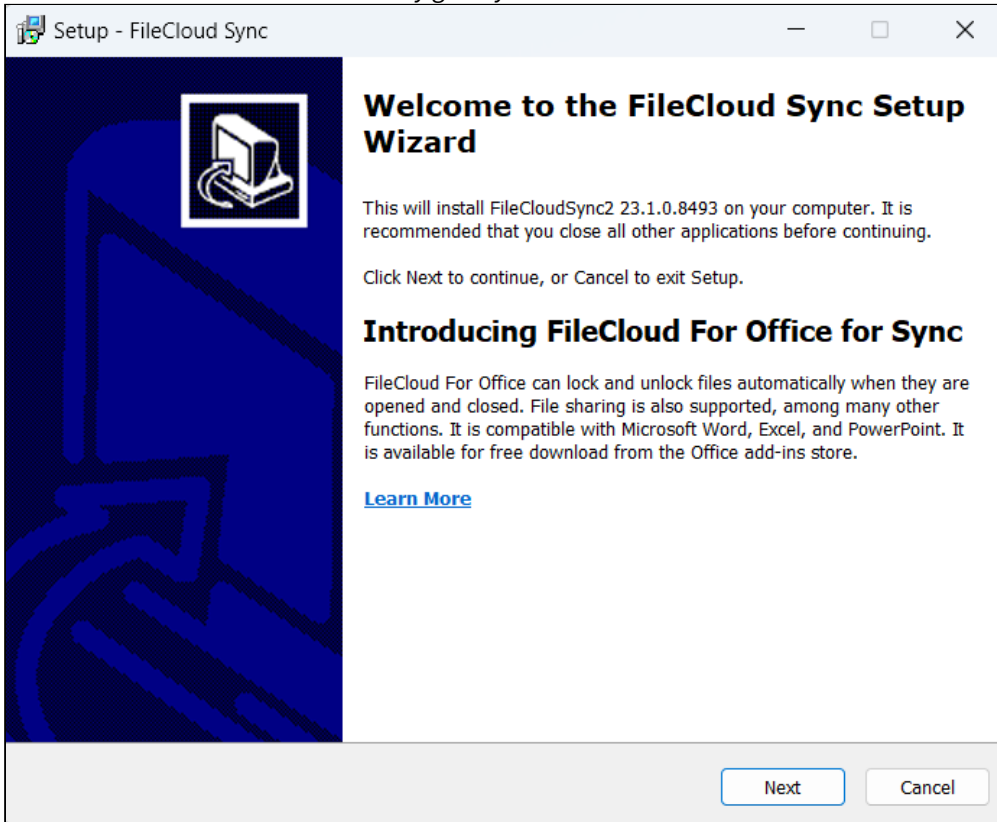 Setup - FileCloud Sync
Welcome to the FileCloud Sync Setup
Wizard
This will install FileCloudSync2 23.1.0.8493 on your computer. It is
recommended that you close all other applications before continuing.
Click Next to continue, or Cancel to exit Setup.
Introducing FileCloud For Office for Sync
FileCloud For Office can lock and unlock files automatically when they are
opened and closed. File sharing is also supported, among many other
functions. It is compatible with Microsoft Word, Excel, and PowerPoint. It
is available for free download from the Office add-ins store.
Learn More
Next
Cancel